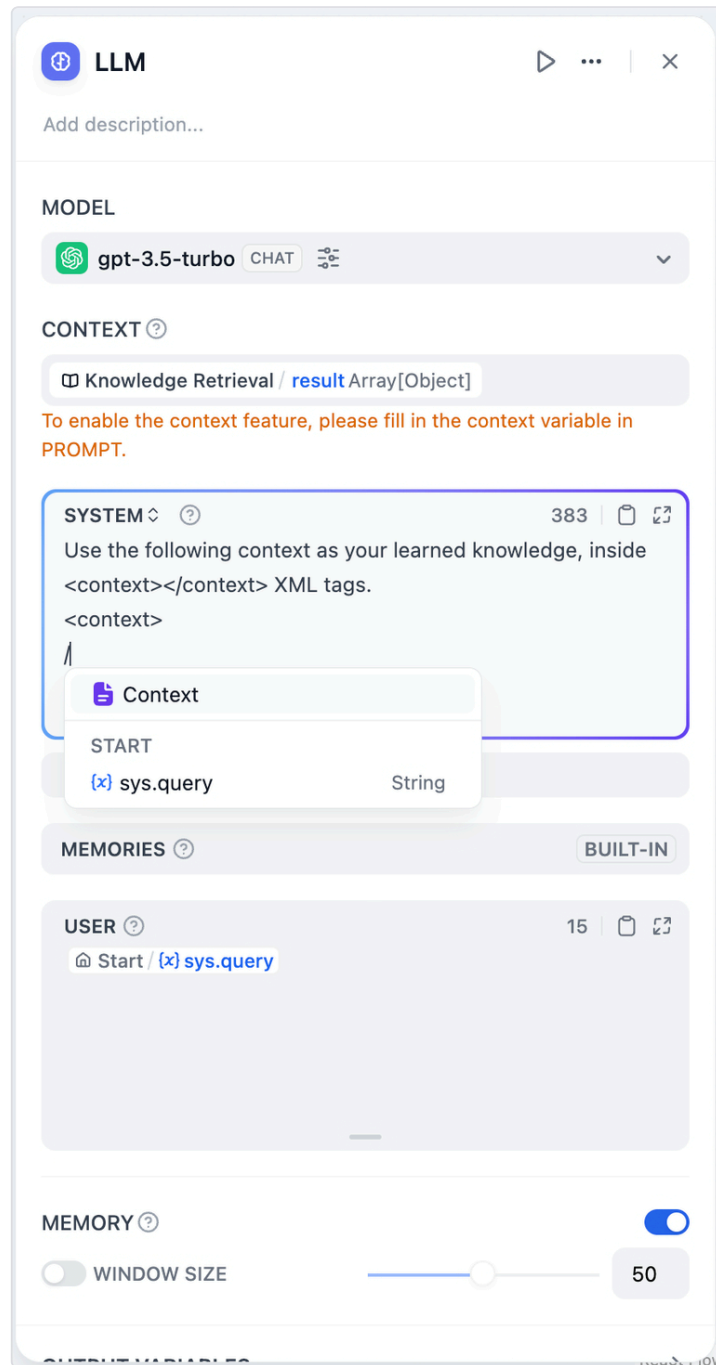 LLM
Add description...
MODEL
gpt-3.5-turbo CHAT
CONTEXT
Knowledge Retrieval / result Array[Object]
To enable the context feature, please fill in the context variable in
PROMPT.
SYSTEM 383
Use the following context as your learned knowledge, inside
<context></context> XML tags.
<context>
/
Context
START
{x} sys.query String
MEMORIES BUILT-IN
USER 15
Start / {x} sys.query
MEMORY
WINDOW SIZE 50
OUTPUT VARIABLES